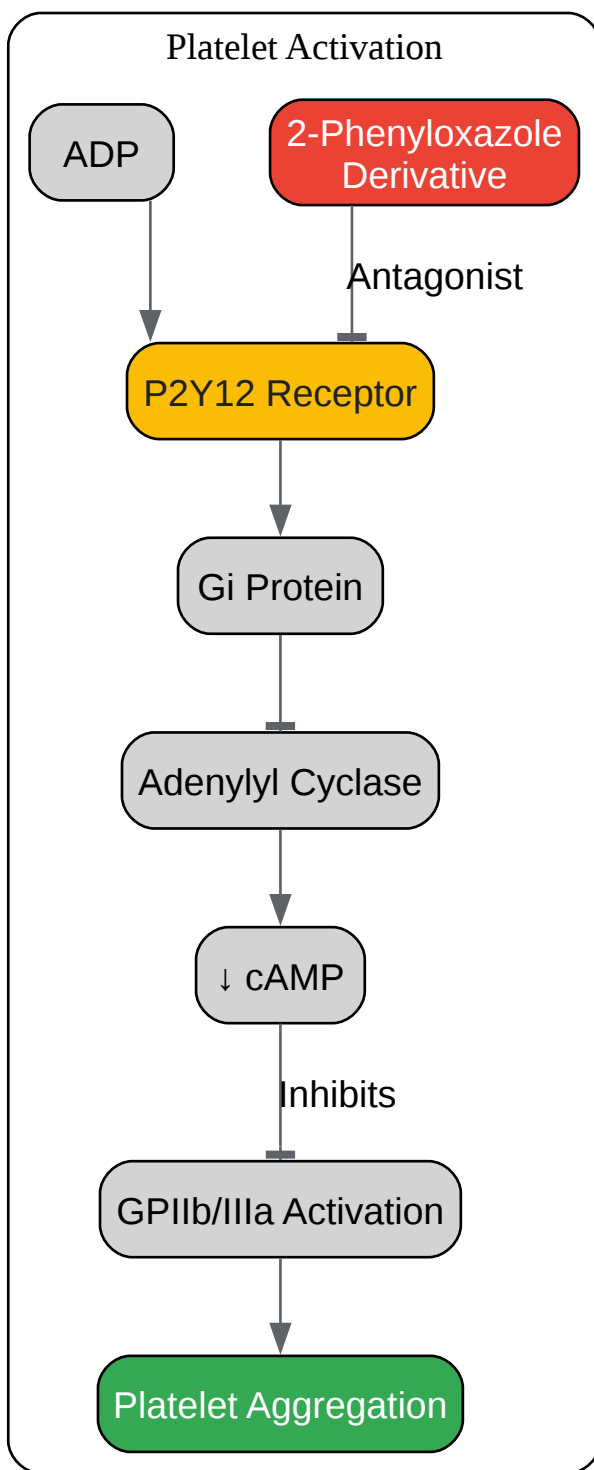 Platelet Activation
ADP
2-Phenyloxazole
Derivative
Antagonist
P2Y12 Receptor
Gi Protein
Adenylyl Cyclase
↓ cAMP
Inhibits
GPIIb/IIIa Activation
Platelet Aggregation